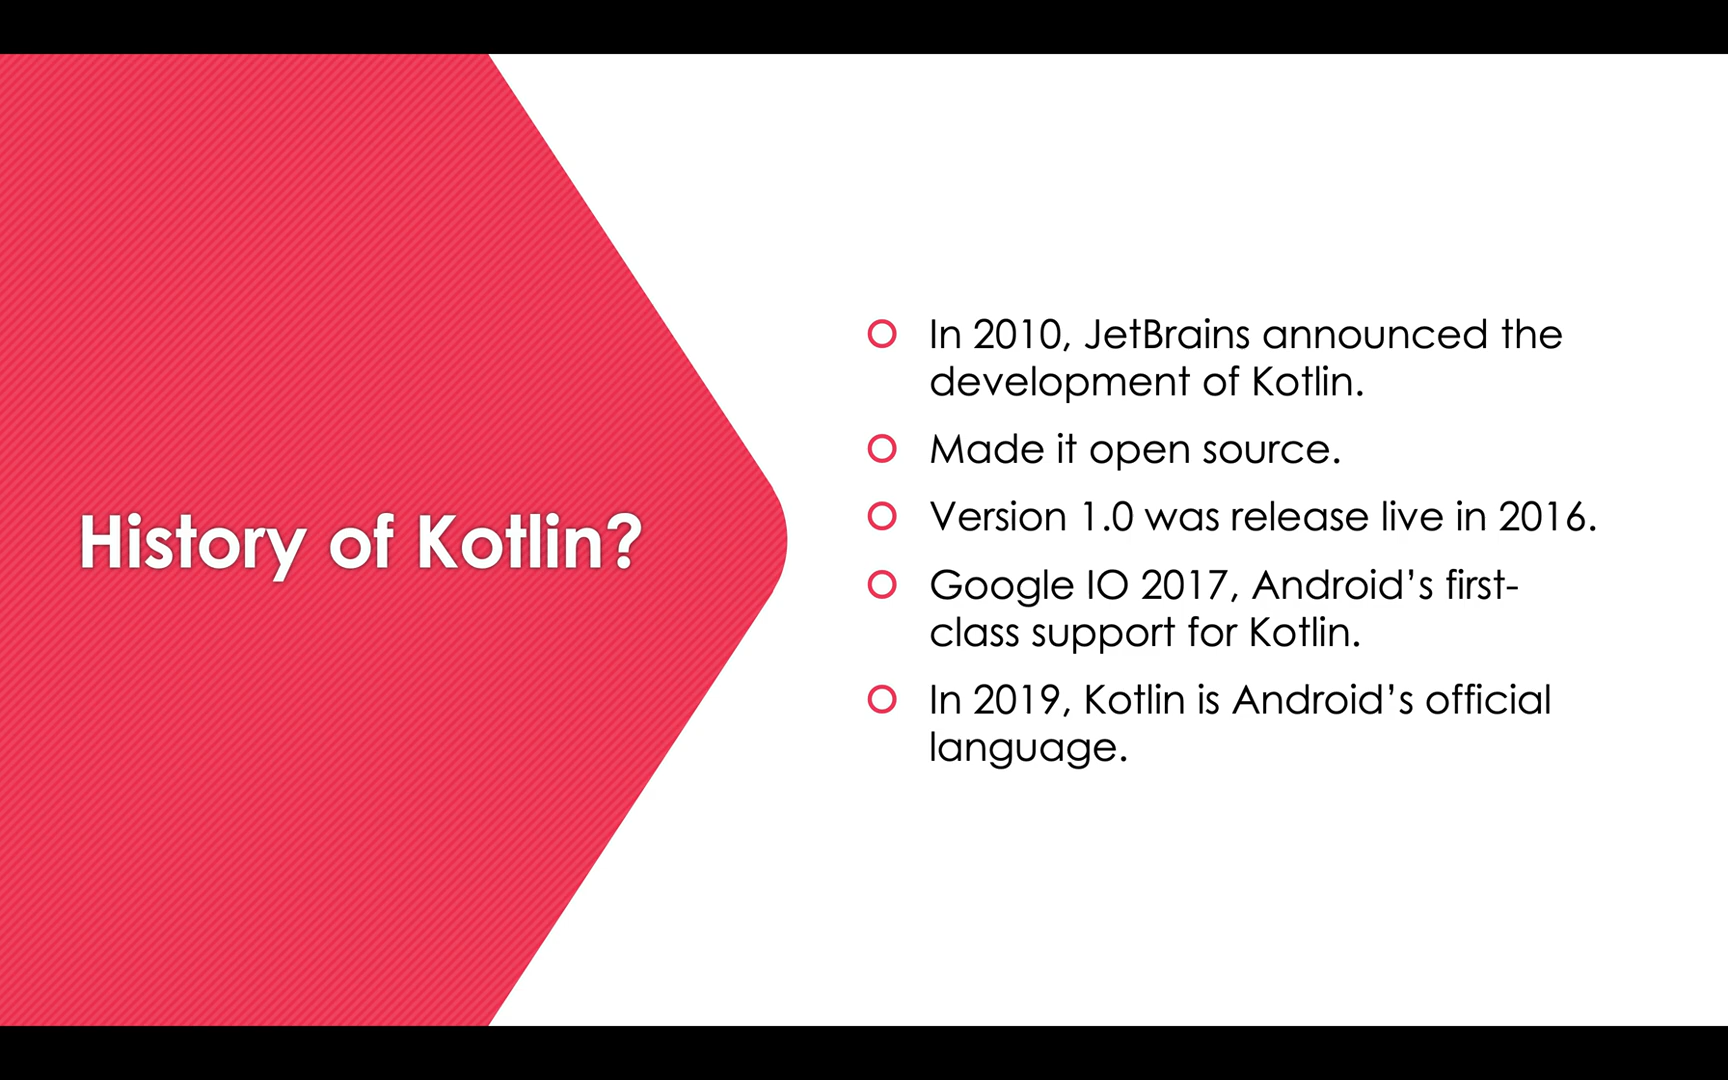 History of Kotlin?
In 2010, JetBrains announced the
development of Kotlin.
Made it open source.
Version 1.0 was release live in 2016.
Google IO 2017, Android’s first-
class support for Kotlin.
In 2019, Kotlin is Android’s official
language.